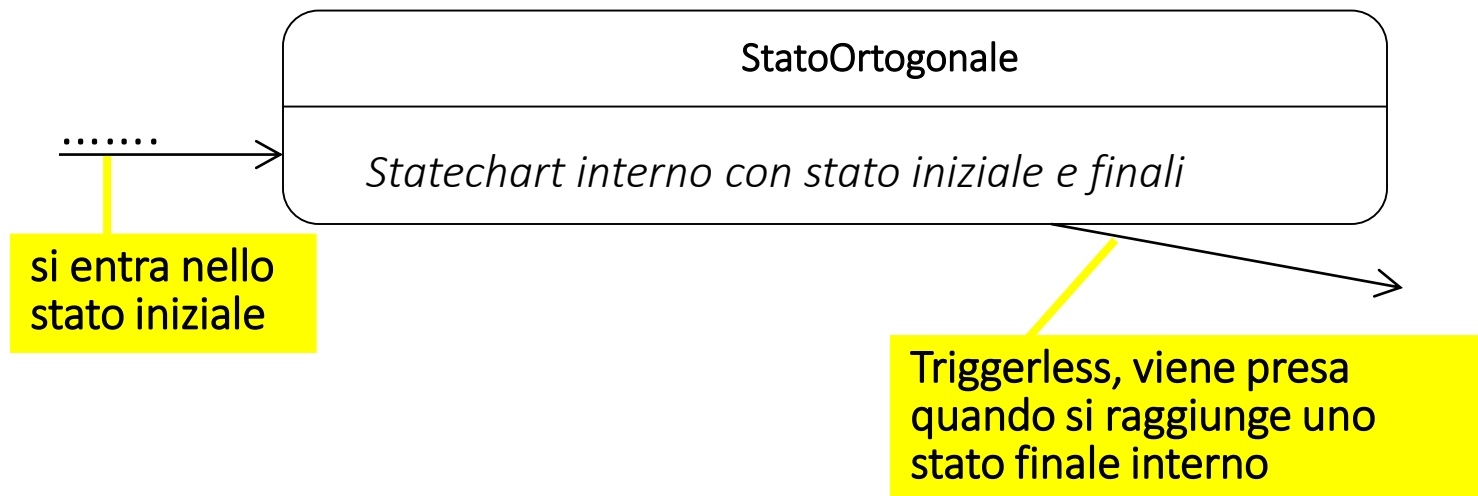 StatoOrtogonale
.......
Statechart interno con stato iniziale e finali
si entra nello
stato iniziale
Triggerless, viene presa
quando si raggiunge uno
stato finale interno